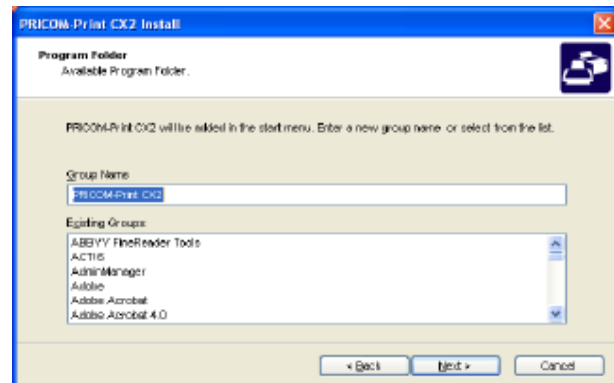 PRICOM-Print CX2 Install
Program Folder
Available Program Folder.
PRICOM-Print CX2 will be added in the start menu. Enter a new group name or select from the list.
Group Name
PRICOM-Print CX2
Existing Groups
ABBYY FineReader Tools
ACTIS
AdminManager
Adobe
Adobe Acrobat
Adobe Acrobat 4.0
< Back
Next >
Cancel